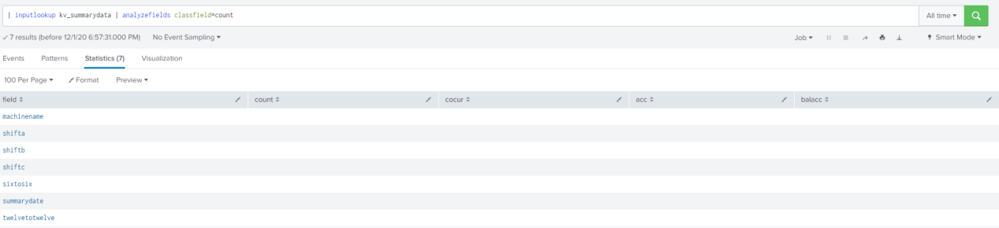 | inputlookup kv_summarydata | analyzefields classfield=count
All time
7 results (before 12/1/20 6:57:31.000 PM) No Event Sampling Job Smart Mode
Events Patterns Statistics (7) Visualization
100 Per Page Format Preview
field count cocur acc balacc
machinename
shifta
shiftb
shiftc
sixtosix
summarydate
twelvetotwelve